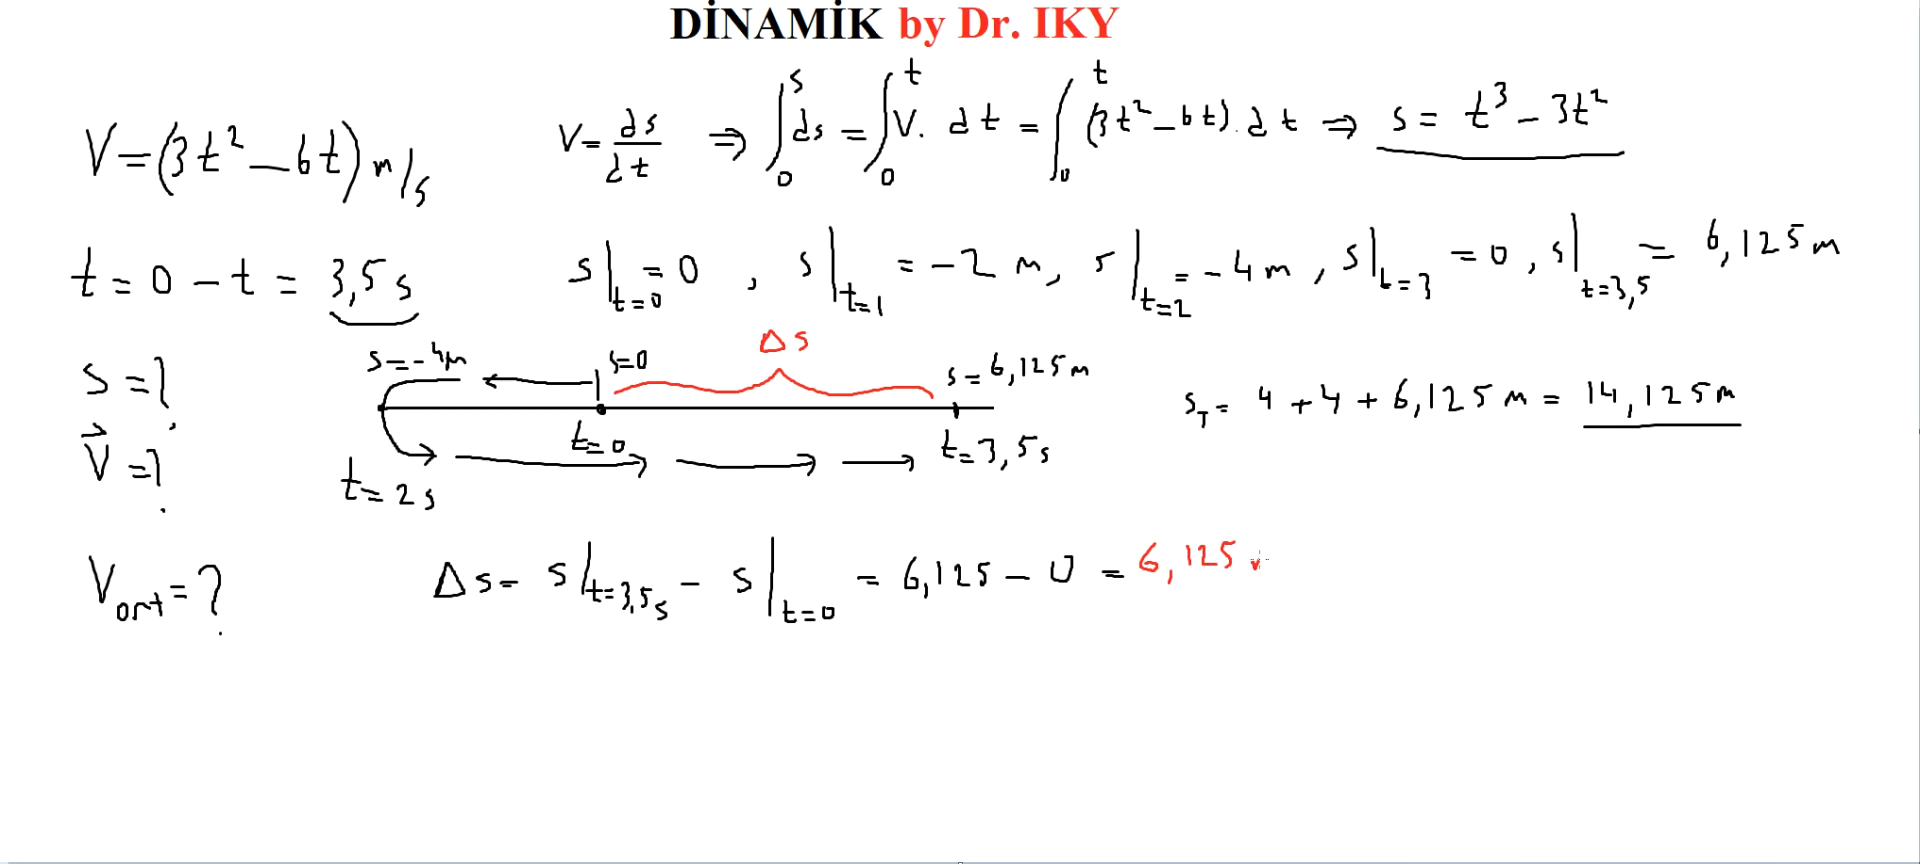 DİNAMİK by Dr. IKY
V=(3t²-6t) m/s
V=ds/dt ⇒ ∫₀ˢ ds = ∫₀ᵗ V. dt = ∫₀ᵗ (3t²-6t).dt ⇒ s = t³-3t²
t=0-t= 3,5 s
s|t=0 = 0, s|t=1 = -2 m, s|t=2 = -4 m, s|t=3 = 0, s|t=3,5 = 6,125 m
Δs
s=?
s=-4m s=0 s=6,125 m
s_T = 4+4+6,125 m = 14,125 m
V⃗=?
t=0 t=3,5 s
t=2 s
V_ort=?
Δs= s|t=3,5 s - s|t=0 = 6,125-0 = 6,125